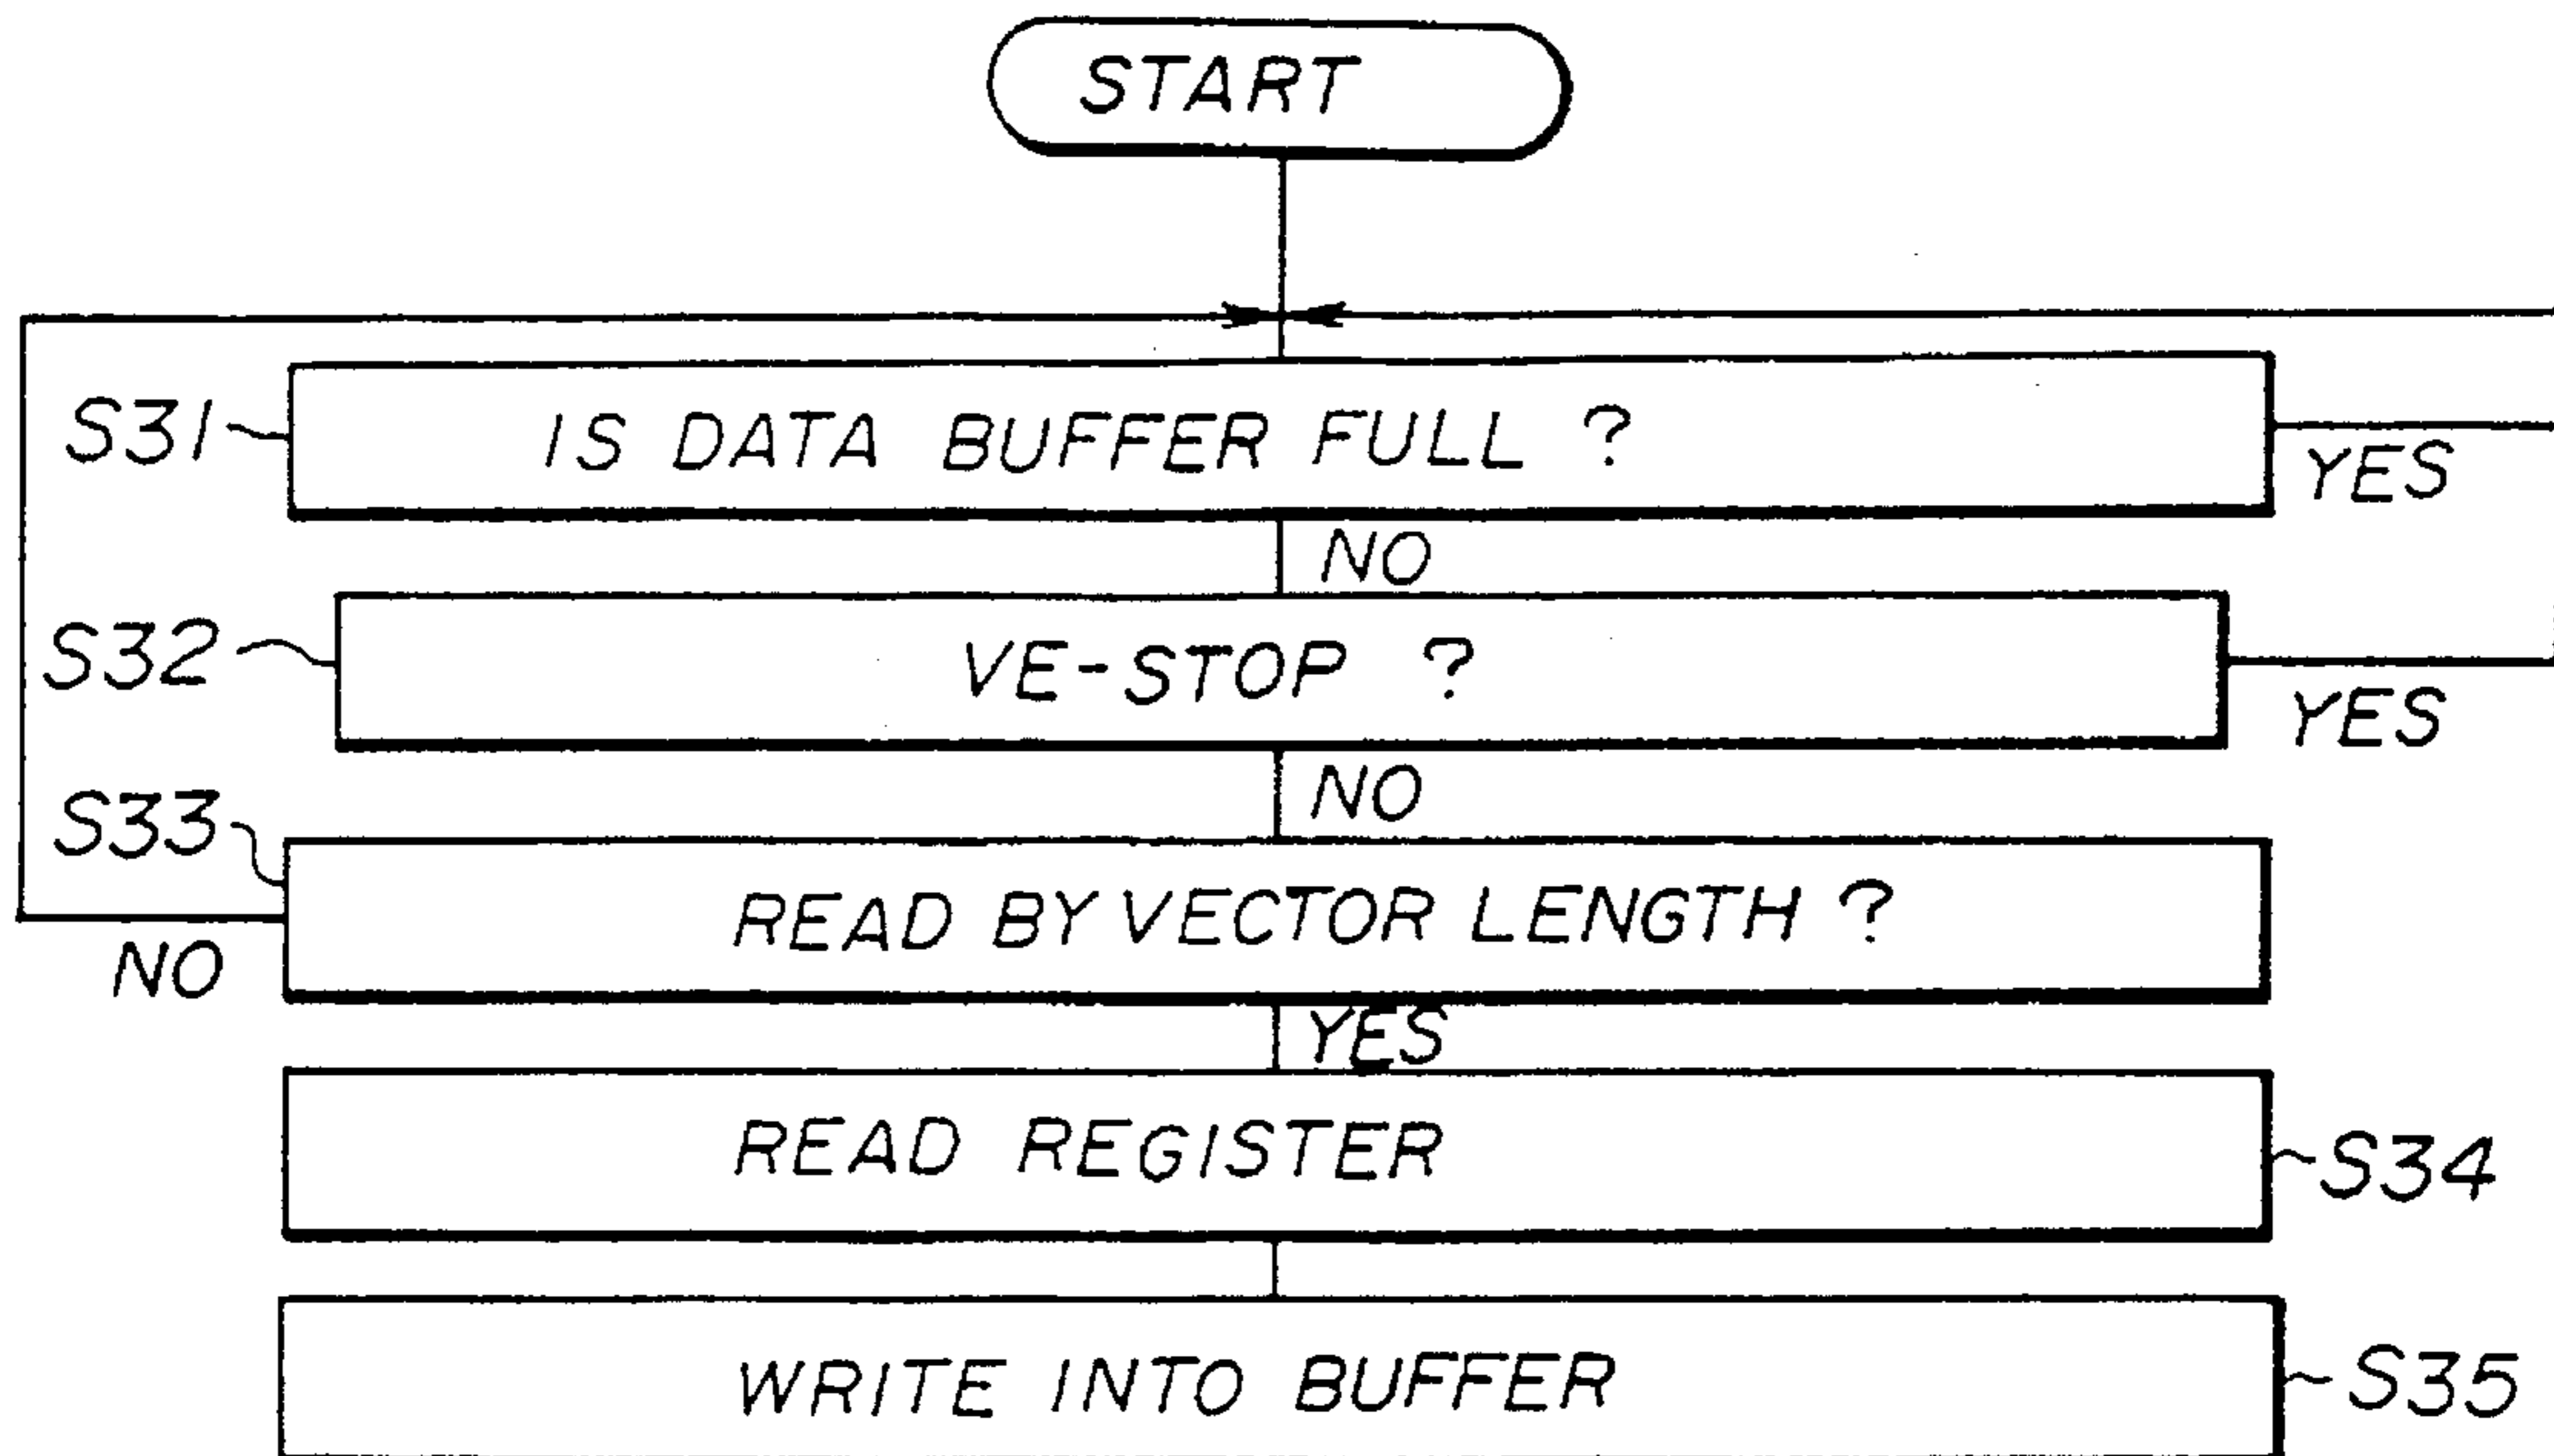 START
S31
IS DATA BUFFER FULL ?
YES
NO
S32
VE-STOP ?
YES
NO
S33
READ BY VECTOR LENGTH ?
NO
YES
READ REGISTER
S34
WRITE INTO BUFFER
S35